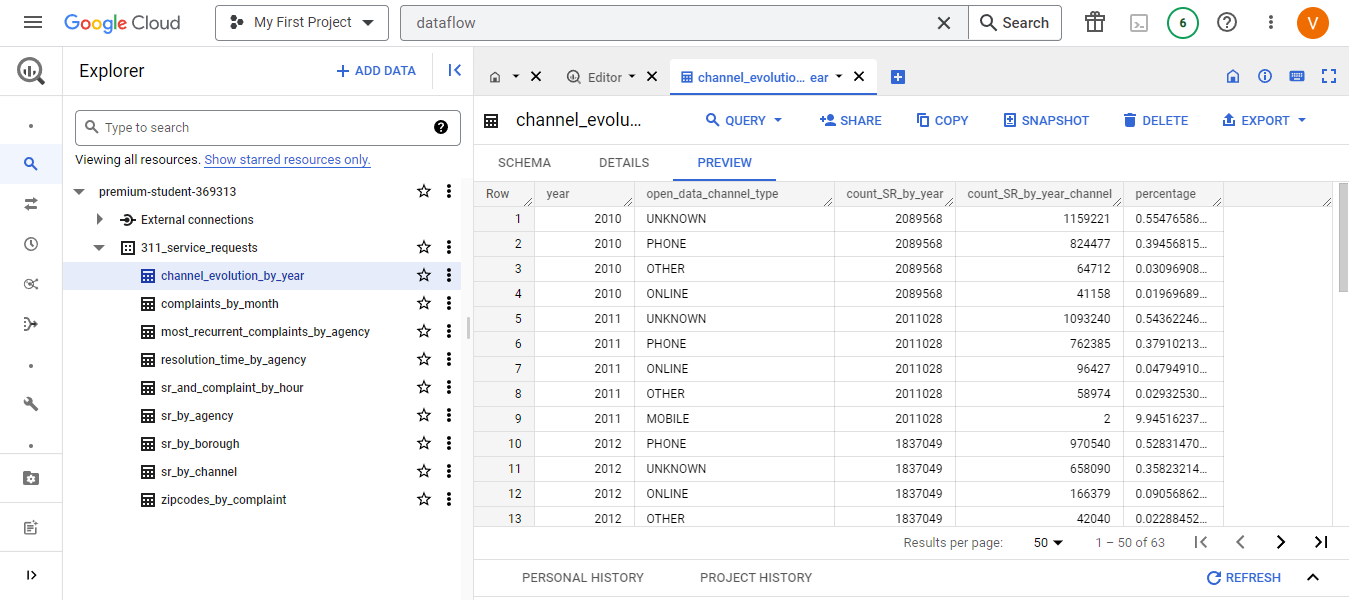 Google Cloud My First Project dataflow Search 6 V
Explorer + ADD DATA
Editor channel_evolutio... ear
Type to search
Viewing all resources. Show starred resources only.
premium-student-369313
External connections
311_service_requests
channel_evolution_by_year
complaints_by_month
most_recurrent_complaints_by_agency
resolution_time_by_agency
sr_and_complaint_by_hour
sr_by_agency
sr_by_borough
sr_by_channel
zipcodes_by_complaint
channel_evolu... QUERY SHARE COPY SNAPSHOT DELETE EXPORT
SCHEMA DETAILS PREVIEW
Row year open_data_channel_type count_SR_by_year count_SR_by_year_channel percentage
1 2010 UNKNOWN 2089568 1159221 0.55476586...
2 2010 PHONE 2089568 824477 0.39456815...
3 2010 OTHER 2089568 64712 0.03096908...
4 2010 ONLINE 2089568 41158 0.01969689...
5 2011 UNKNOWN 2011028 1093240 0.54362246...
6 2011 PHONE 2011028 762385 0.37910213...
7 2011 ONLINE 2011028 96427 0.04794910...
8 2011 OTHER 2011028 58974 0.02932530...
9 2011 MOBILE 2011028 2 9.94516237...
10 2012 PHONE 1837049 970540 0.52831470...
11 2012 UNKNOWN 1837049 658090 0.35823214...
12 2012 ONLINE 1837049 166379 0.09056862...
13 2012 OTHER 1837049 42040 0.02288452...
Results per page: 50 1 – 50 of 63
PERSONAL HISTORY PROJECT HISTORY REFRESH